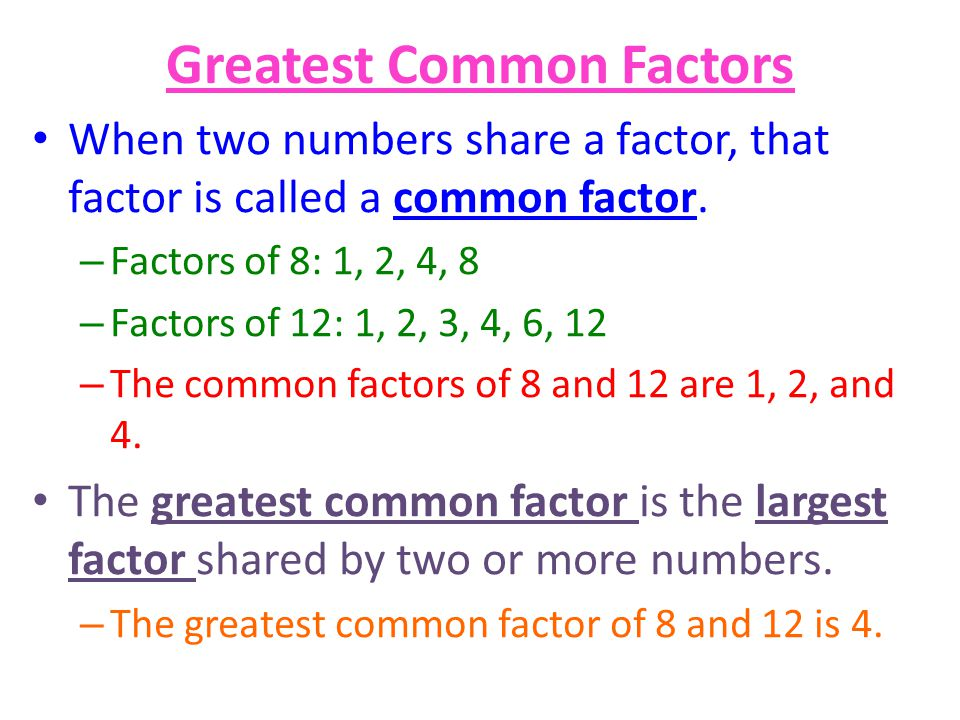 Greatest Common Factors
• When two numbers share a factor, that
factor is called a common factor.
– Factors of 8: 1, 2, 4, 8
– Factors of 12: 1, 2, 3, 4, 6, 12
– The common factors of 8 and 12 are 1, 2, and
4.
• The greatest common factor is the largest
factor shared by two or more numbers.
– The greatest common factor of 8 and 12 is 4.